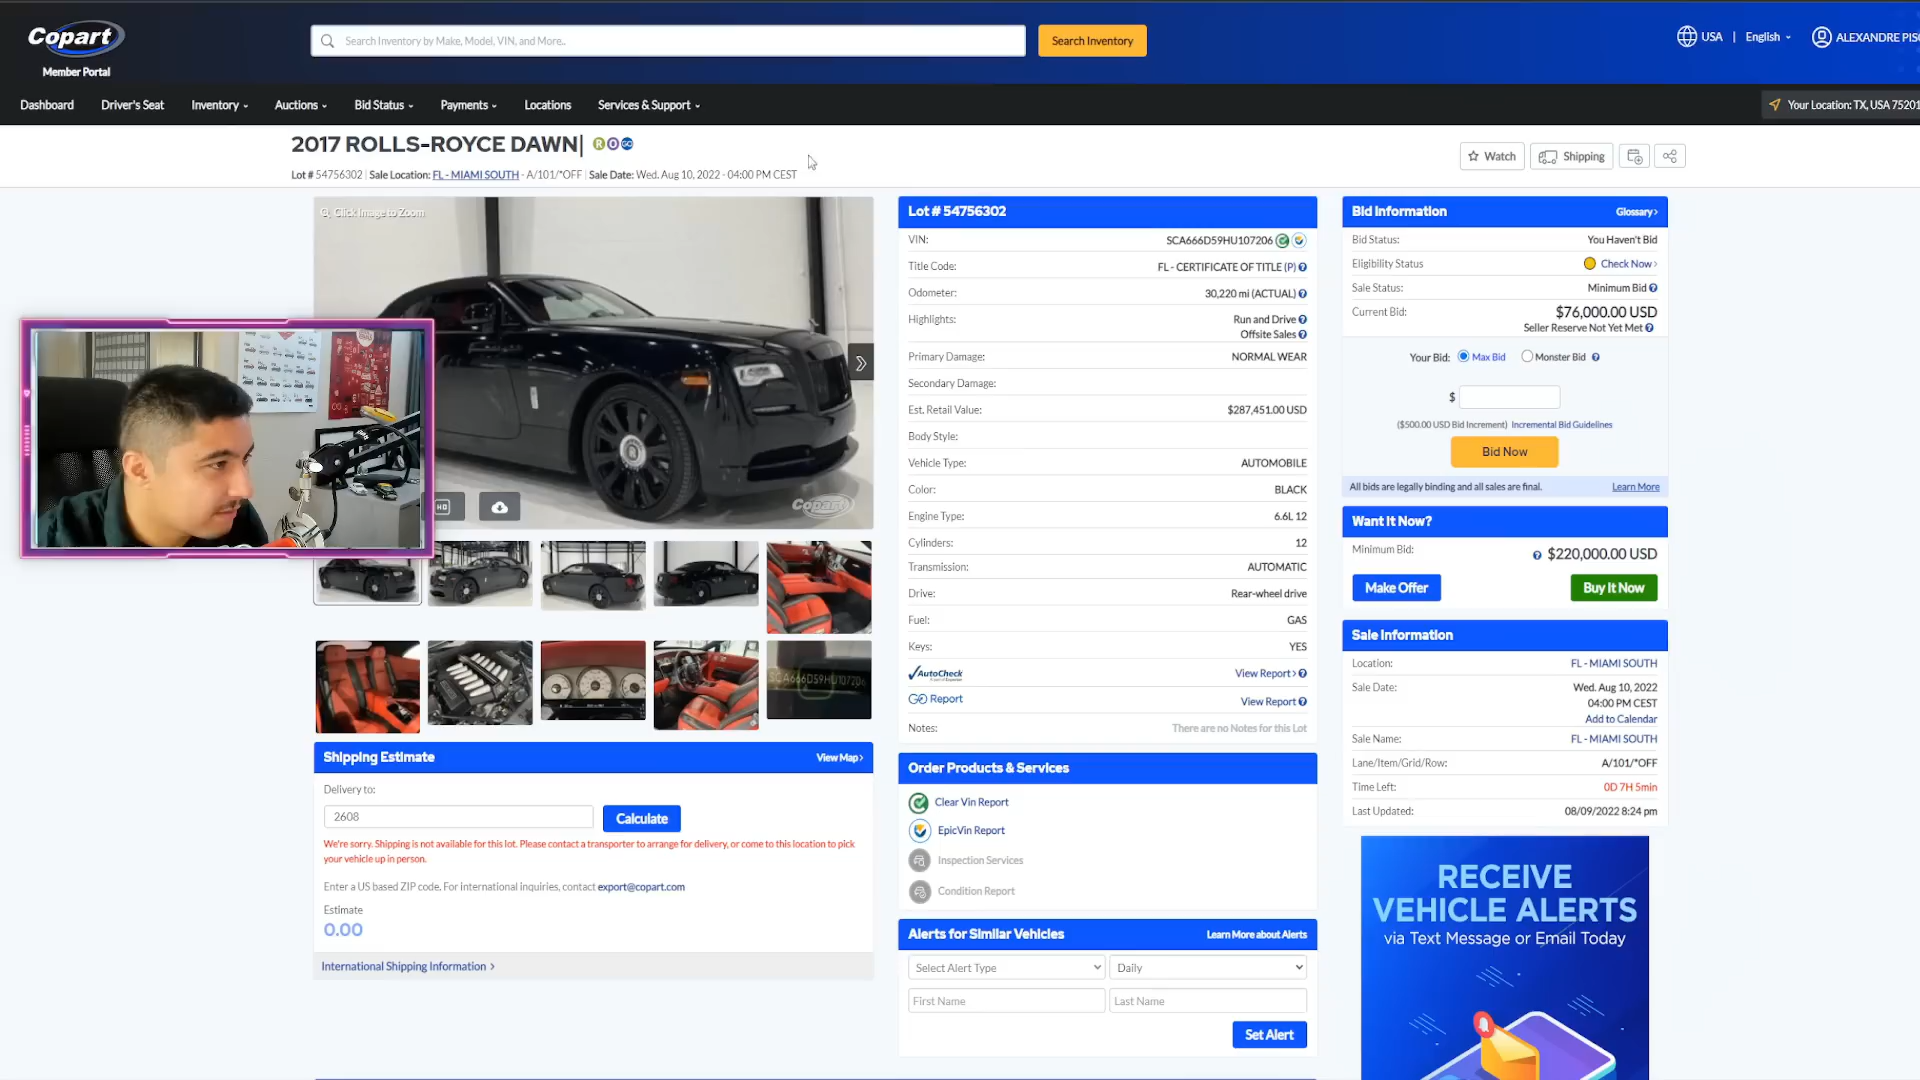 Copart
Member Portal
Search Inventory by Make, Model, VIN, and More..
Search Inventory
USA | English
ALEXANDRE PISC
Dashboard Driver's Seat Inventory Auctions Bid Status Payments Locations Services & Support
Your Location: TX, USA 75201
2017 ROLLS-ROYCE DAWN| R O GO
Lot # 54756302 | Sale Location: FL - MIAMI SOUTH - A/101/*OFF | Sale Date: Wed. Aug 10, 2022 - 04:00 PM CEST
Watch
Shipping
Click Image to Zoom
HD
Copart
SCA666D59HU107206
Shipping Estimate
View Map>
Delivery to:
2608
Calculate
We're sorry. Shipping is not available for this lot. Please contact a transporter to arrange for delivery, or come to this location to pick
your vehicle up in person.
Enter a US based ZIP code. For international inquiries, contact export@copart.com
Estimate
0.00
International Shipping Information >
Lot # 54756302
VIN: SCA666D59HU107206
Title Code: FL - CERTIFICATE OF TITLE (P)
Odometer: 30,220 mi (ACTUAL)
Highlights: Run and Drive
Offsite Sales
Primary Damage: NORMAL WEAR
Secondary Damage:
Est. Retail Value: $287,451.00 USD
Body Style:
Vehicle Type: AUTOMOBILE
Color: BLACK
Engine Type: 6.6L 12
Cylinders: 12
Transmission: AUTOMATIC
Drive: Rear-wheel drive
Fuel: GAS
Keys: YES
AutoCheck View Report>
GO Report View Report
Notes: There are no Notes for this Lot
Order Products & Services
Clear Vin Report
EpicVin Report
Inspection Services
Condition Report
Alerts for Similar Vehicles
Learn More about Alerts
Select Alert Type
Daily
First Name
Last Name
Set Alert
Bid Information
Glossary>
Bid Status: You Haven't Bid
Eligibility Status Check Now>
Sale Status: Minimum Bid
Current Bid: $76,000.00 USD
Seller Reserve Not Yet Met
Your Bid: Max Bid Monster Bid
$
($500.00 USD Bid Increment) Incremental Bid Guidelines
Bid Now
All bids are legally binding and all sales are final. Learn More
Want It Now?
Minimum Bid: $220,000.00 USD
Make Offer
Buy It Now
Sale Information
Location: FL - MIAMI SOUTH
Sale Date: Wed. Aug 10, 2022
04:00 PM CEST
Add to Calendar
Sale Name: FL - MIAMI SOUTH
Lane/Item/Grid/Row: A/101/*OFF
Time Left: 0D 7H 5min
Last Updated: 08/09/2022 8:24 pm
RECEIVE
VEHICLE ALERTS
via Text Message or Email Today